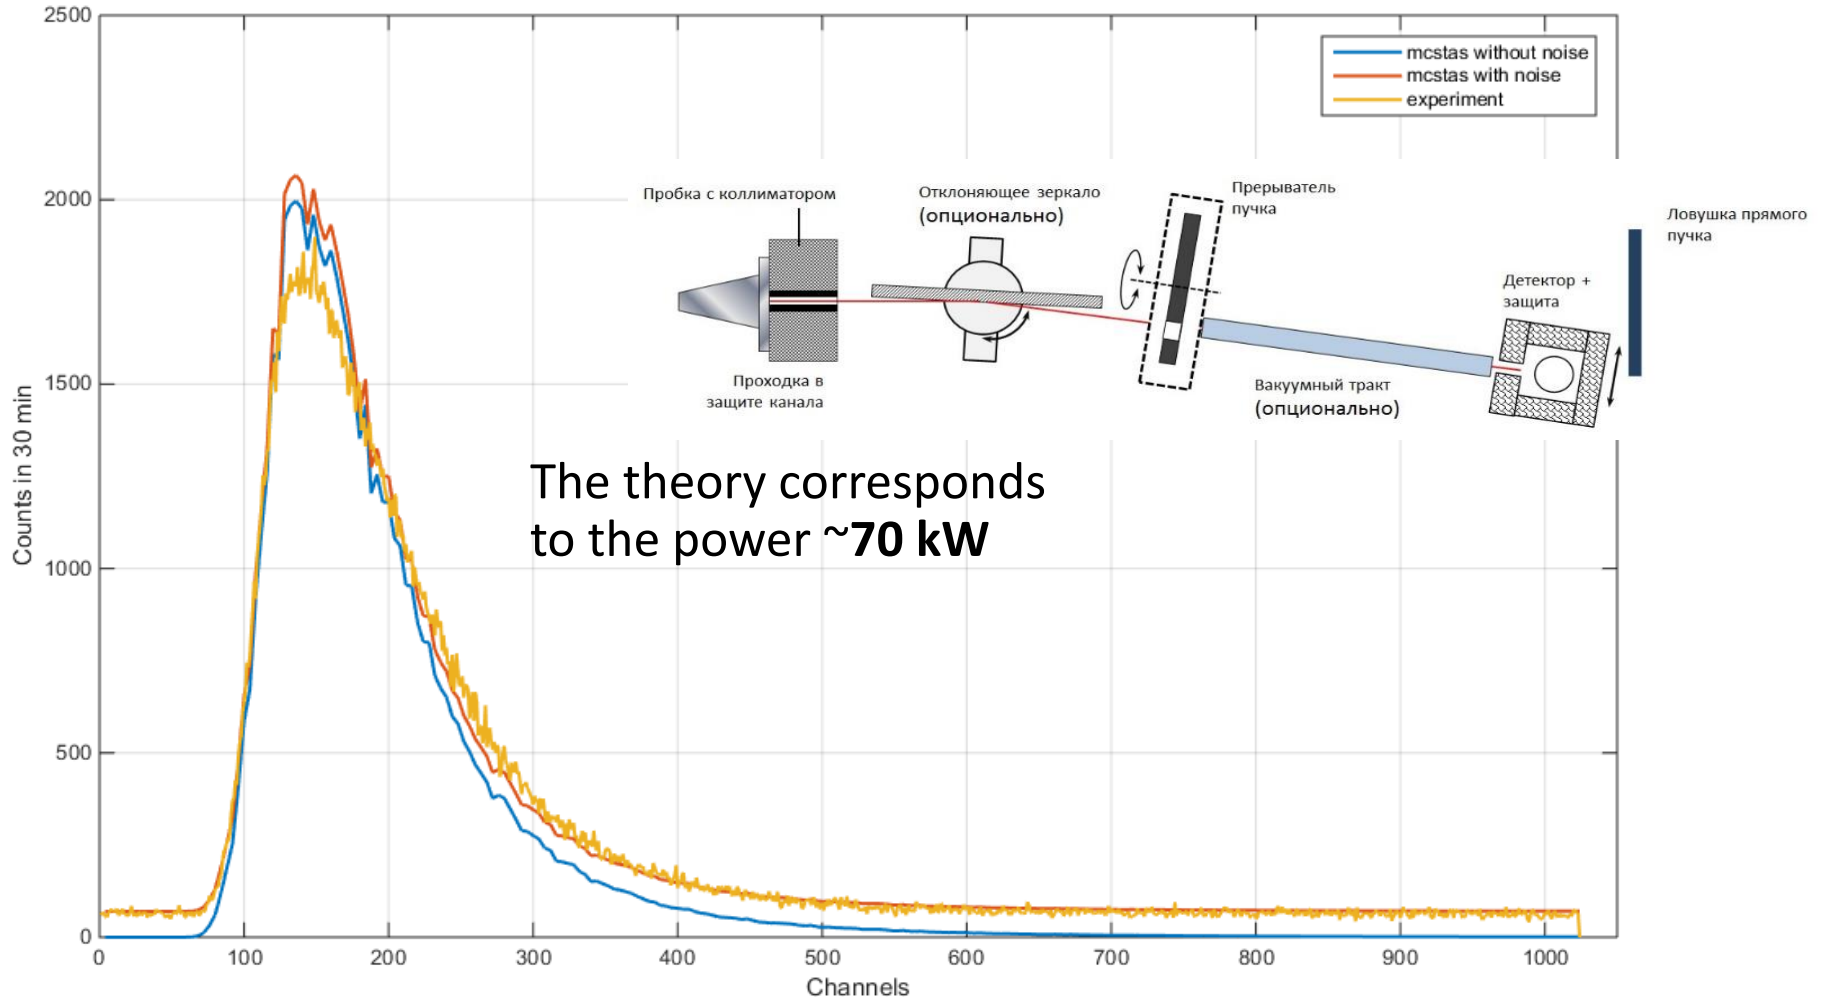 2500
2000
1500
1000
500
0
Counts in 30 min
0 100 200 300 400 500 600 700 800 900 1000
Channels
mcstas without noise
mcstas with noise
experiment
Пробка с коллиматором
Отклоняющее зеркало
(опционально)
Прерыватель
пучка
Ловушка прямого
пучка
Детектор +
защита
Проходка в
защите канала
Вакуумный тракт
(опционально)
The theory corresponds
to the power ~70 kW